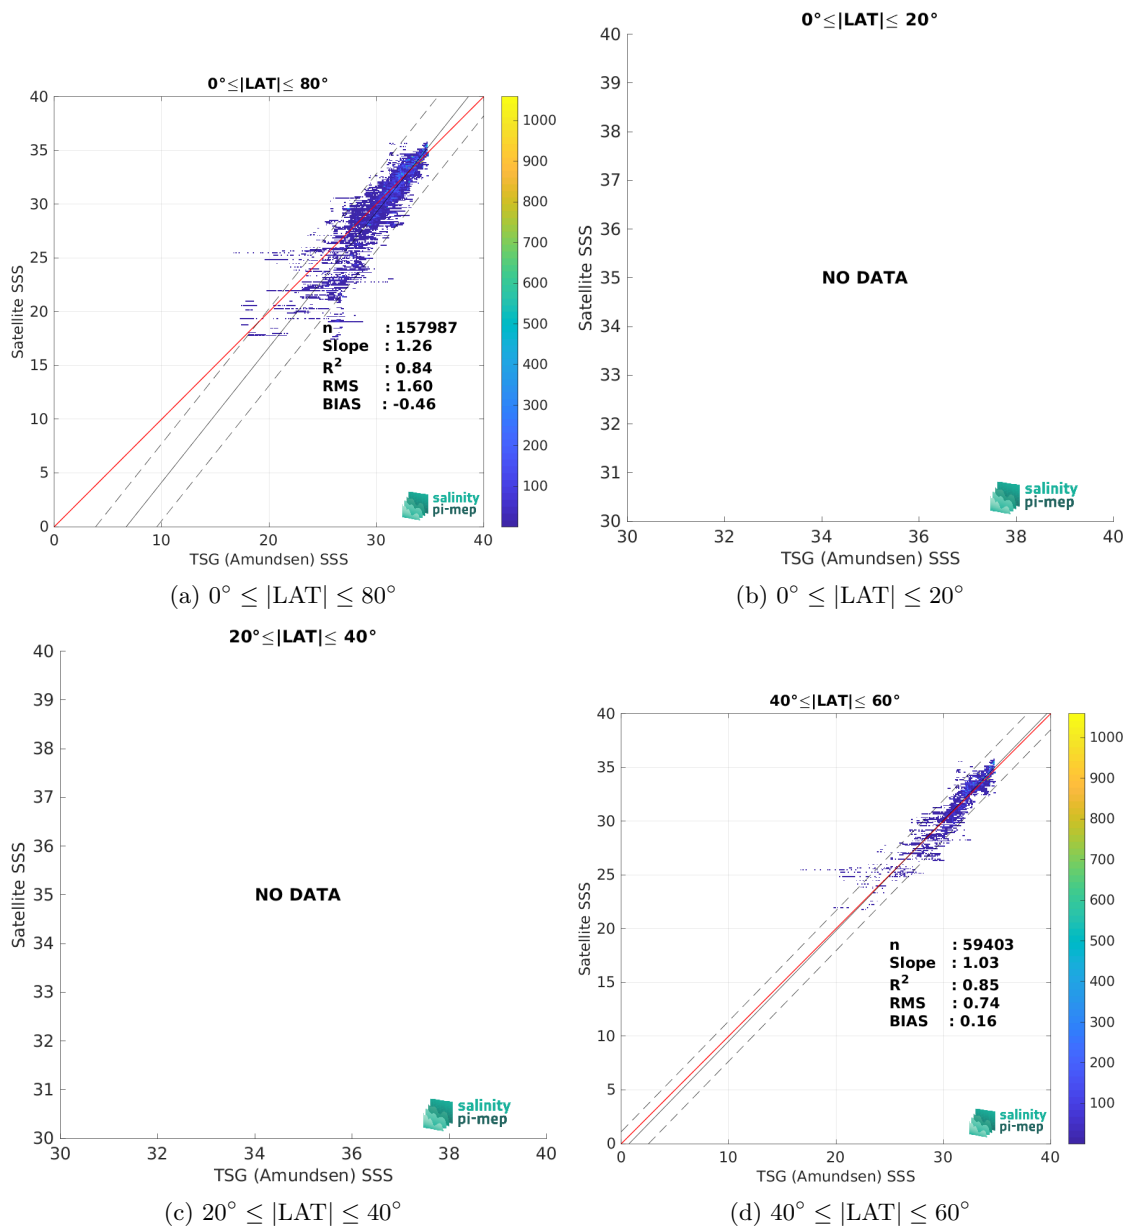 0°≤|LAT|≤ 80°
40
35
30
25
20
15
10
5
0
0
10
20
30
40
Satellite SSS
TSG (Amundsen) SSS
n : 157987
Slope : 1.26
R² : 0.84
RMS : 1.60
BIAS : -0.46
1000
900
800
700
600
500
400
300
200
100
salinity
pi-mep
(a) 0° ≤ |LAT| ≤ 80°
0°≤|LAT|≤ 20°
40
39
38
37
36
35
34
33
32
31
30
30
32
34
36
38
40
Satellite SSS
TSG (Amundsen) SSS
NO DATA
salinity
pi-mep
(b) 0° ≤ |LAT| ≤ 20°
20°≤|LAT|≤ 40°
40
39
38
37
36
35
34
33
32
31
30
30
32
34
36
38
40
Satellite SSS
TSG (Amundsen) SSS
NO DATA
salinity
pi-mep
(c) 20° ≤ |LAT| ≤ 40°
40°≤|LAT|≤ 60°
40
35
30
25
20
15
10
5
0
0
10
20
30
40
Satellite SSS
TSG (Amundsen) SSS
n : 59403
Slope : 1.03
R² : 0.85
RMS : 0.74
BIAS : 0.16
1000
900
800
700
600
500
400
300
200
100
salinity
pi-mep
(d) 40° ≤ |LAT| ≤ 60°